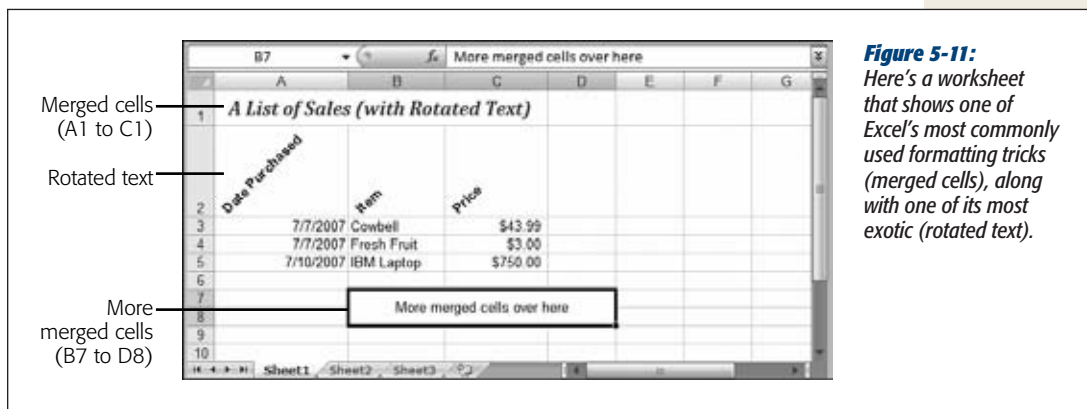 B7
fx
More merged cells over here
A B C D E F G
Merged cells
(A1 to C1)
1 A List of Sales (with Rotated Text)
Rotated text
2 Date Purchased Item Price
3 7/7/2007 Cowbell $43.99
4 7/7/2007 Fresh Fruit $3.00
5 7/10/2007 IBM Laptop $750.00
6
More
merged cells
(B7 to D8)
7
More merged cells over here
8
9
10
Sheet1 Sheet2 Sheet3
Figure 5-11:
Here's a worksheet
that shows one of
Excel's most commonly
used formatting tricks
(merged cells), along
with one of its most
exotic (rotated text).